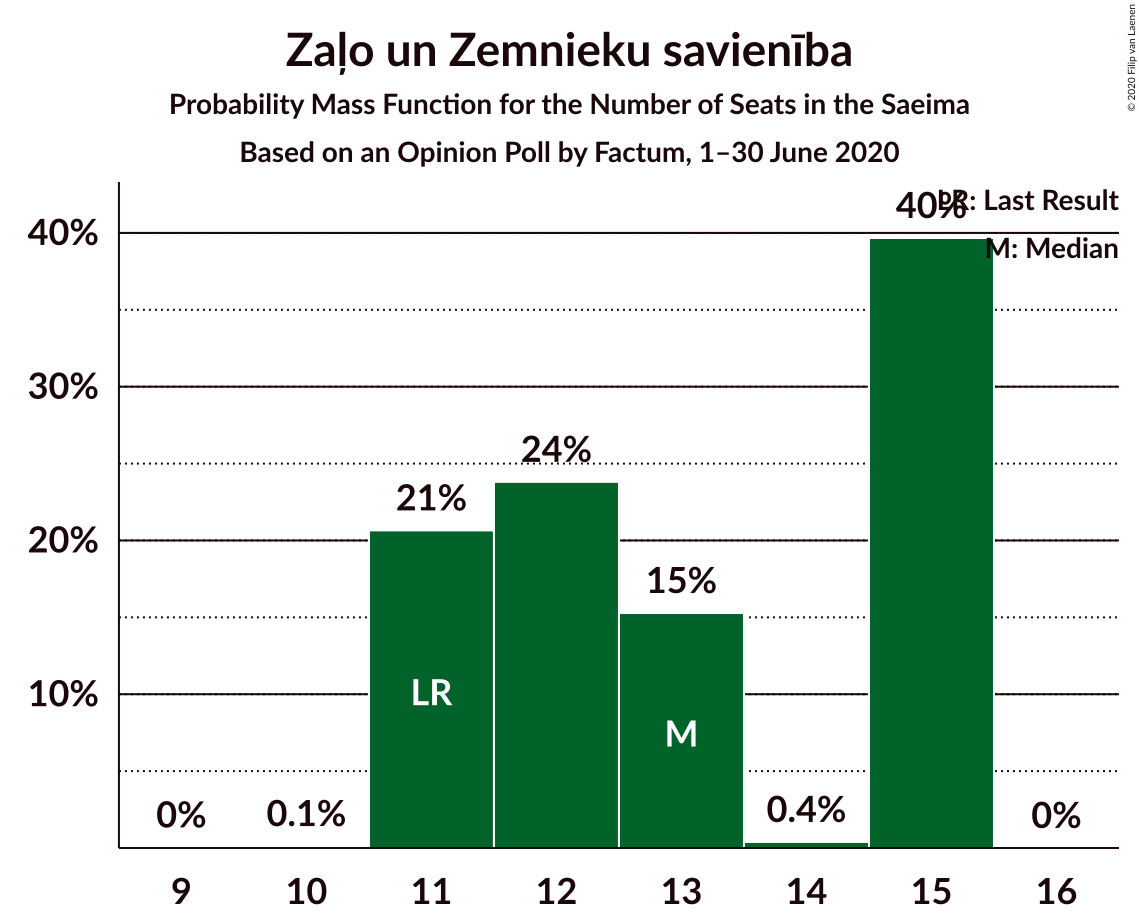 Zaļo un Zemnieku savienība
Probability Mass Function for the Number of Seats in the Saeima
Based on an Opinion Poll by Factum, 1–30 June 2020
© 2020 Filip van Laenen
LR: Last Result
M: Median
40%
30%
20%
10%
0%
0.1%
21%
24%
15%
0.4%
40%
0%
LR
M
9
10
11
12
13
14
15
16